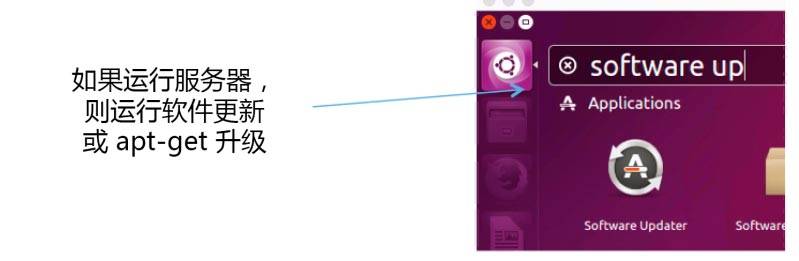 如果运行服务器，
则运行软件更新
或 apt-get 升级
software up
Applications
Software Updater
Software